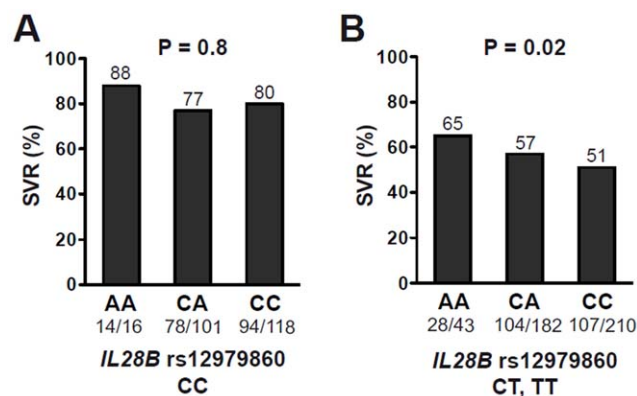 A
P = 0.8
SVR (%)
100
80
60
40
20
0
88
77
80
AA
CA
CC
14/16
78/101
94/118
IL28B rs12979860
CC
B
P = 0.02
SVR (%)
100
80
60
40
20
0
65
57
51
AA
CA
CC
28/43
104/182
107/210
IL28B rs12979860
CT, TT